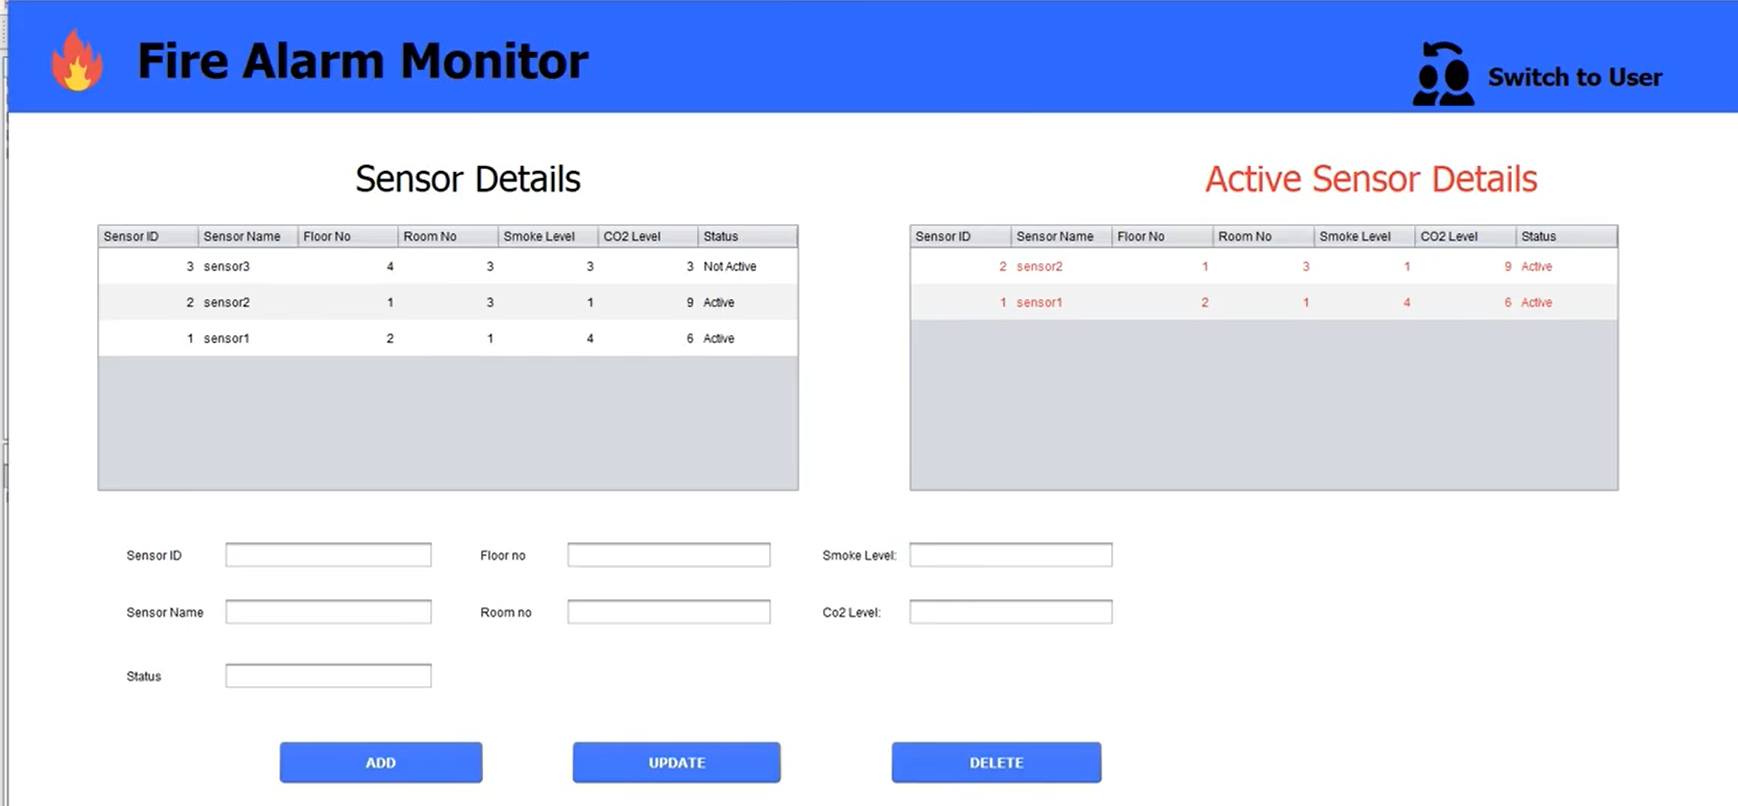 Fire Alarm Monitor
Switch to User
Sensor Details
Active Sensor Details
Sensor ID Sensor Name Floor No Room No Smoke Level CO2 Level Status
3 sensor3 4 3 3 3 Not Active
2 sensor2 1 3 1 9 Active
1 sensor1 2 1 4 6 Active
Sensor ID Sensor Name Floor No Room No Smoke Level CO2 Level Status
2 sensor2 1 3 1 9 Active
1 sensor1 2 1 4 6 Active
Sensor ID Floor no Smoke Level:
Sensor Name Room no Co2 Level:
Status
ADD UPDATE DELETE